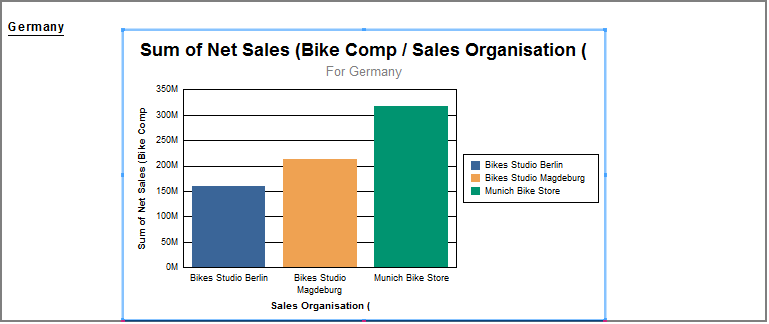 Germany
Sum of Net Sales (Bike Comp / Sales Organisation (
For Germany
350M
300M
250M
200M
150M
100M
50M
0M
Sum of Net Sales (Bike Comp
Bikes Studio Berlin
Bikes Studio
Magdeburg
Munich Bike Store
Sales Organisation (
Bikes Studio Berlin
Bikes Studio Magdeburg
Munich Bike Store